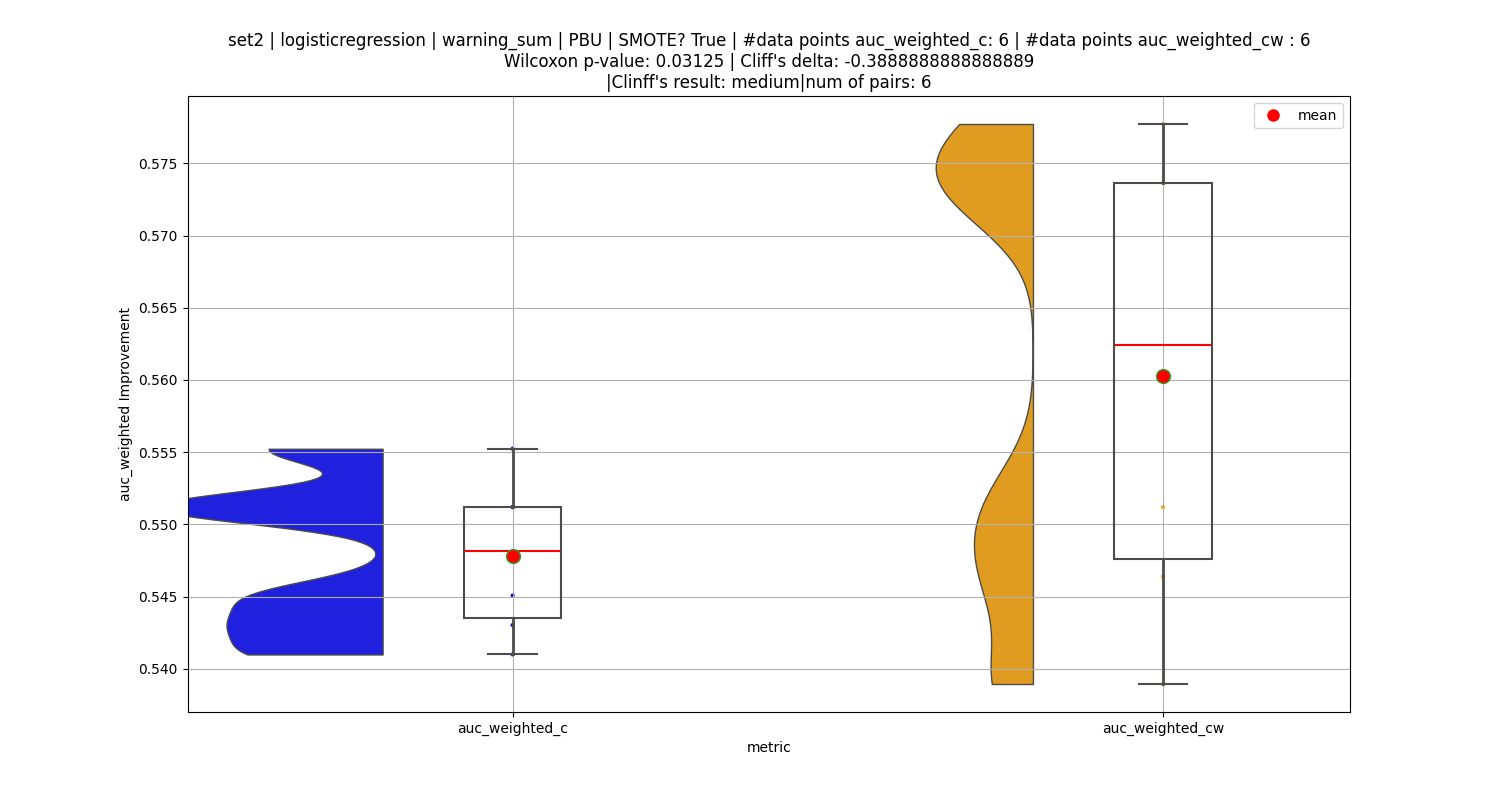 set2 | logisticregression | warning_sum | PBU | SMOTE? True | #data points auc_weighted_c: 6 | #data points auc_weighted_cw : 6
Wilcoxon p-value: 0.03125 | Cliff's delta: -0.3888888888888889
|Clinff's result: medium|num of pairs: 6
mean
0.575
0.570
0.565
0.560
0.555
0.550
0.545
0.540
auc_weighted Improvement
auc_weighted_c
auc_weighted_cw
metric